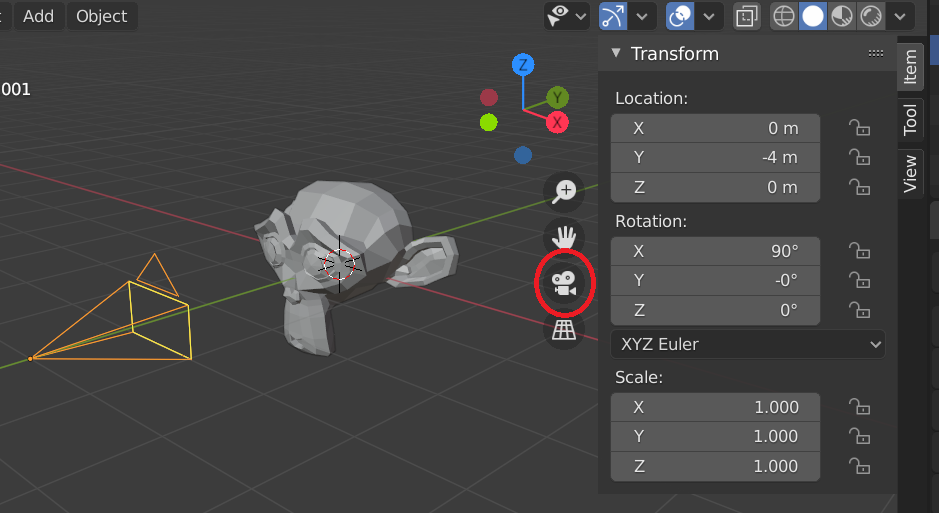 Add Object
001
Z
Y
X
Transform
Location:
X 0 m
Y -4 m
Z 0 m
Rotation:
X 90°
Y -0°
Z 0°
XYZ Euler
Scale:
X 1.000
Y 1.000
Z 1.000
Item
Tool
View